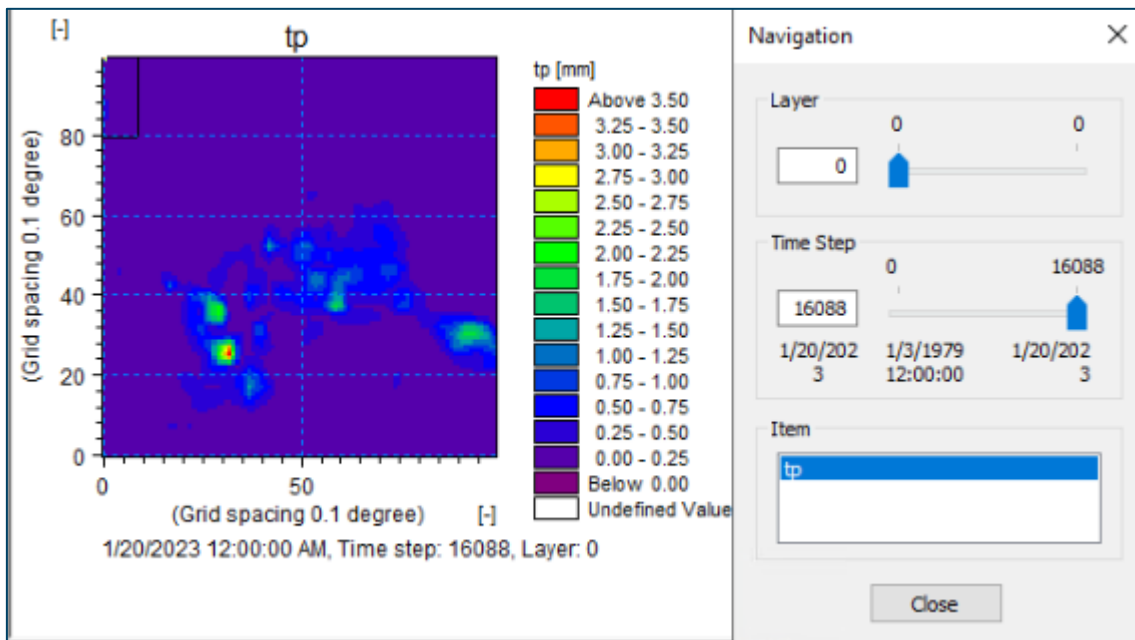 [-]
tp
80
60
40
20
0
(Grid spacing 0.1 degree)
0
50
(Grid spacing 0.1 degree)
[-]
1/20/2023 12:00:00 AM, Time step: 16088, Layer: 0
tp [mm]
Above 3.50
3.25 - 3.50
3.00 - 3.25
2.75 - 3.00
2.50 - 2.75
2.25 - 2.50
2.00 - 2.25
1.75 - 2.00
1.50 - 1.75
1.25 - 1.50
1.00 - 1.25
0.75 - 1.00
0.50 - 0.75
0.25 - 0.50
0.00 - 0.25
Below 0.00
Undefined Value
Navigation
Layer
0 0
0
Time Step
0 16088
16088
1/20/202 1/3/1979 1/20/202
3 12:00:00 3
Item
tp
Close